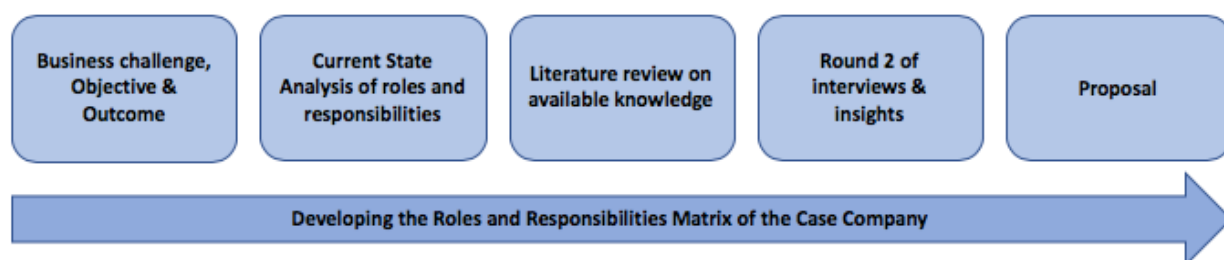 Business challenge,
Objective &
Outcome
Current State
Analysis of roles and
responsibilities
Literature review on
available knowledge
Round 2 of
interviews &
insights
Proposal
Developing the Roles and Responsibilities Matrix of the Case Company